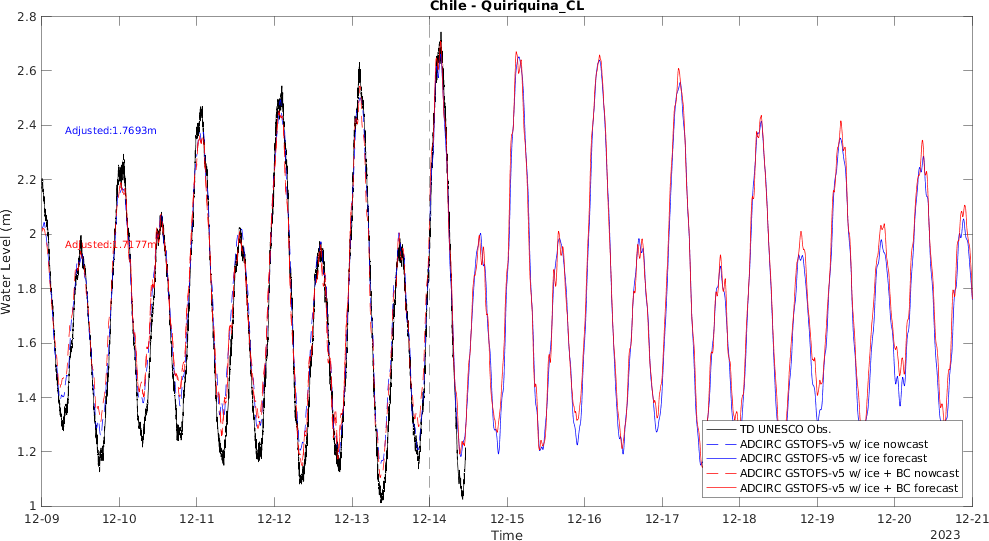 Chile - Quiriquina_CL
Water Level (m)
2.8
2.6
2.4
2.2
2
1.8
1.6
1.4
1.2
1
Adjusted:1.7693m
Adjusted:1.7177m
TD UNESCO Obs.
ADCIRC GSTOFS-v5 w/ ice nowcast
ADCIRC GSTOFS-v5 w/ ice forecast
ADCIRC GSTOFS-v5 w/ ice + BC nowcast
ADCIRC GSTOFS-v5 w/ ice + BC forecast
12-09 12-10 12-11 12-12 12-13 12-14 12-15 12-16 12-17 12-18 12-19 12-20 12-21
Time
2023